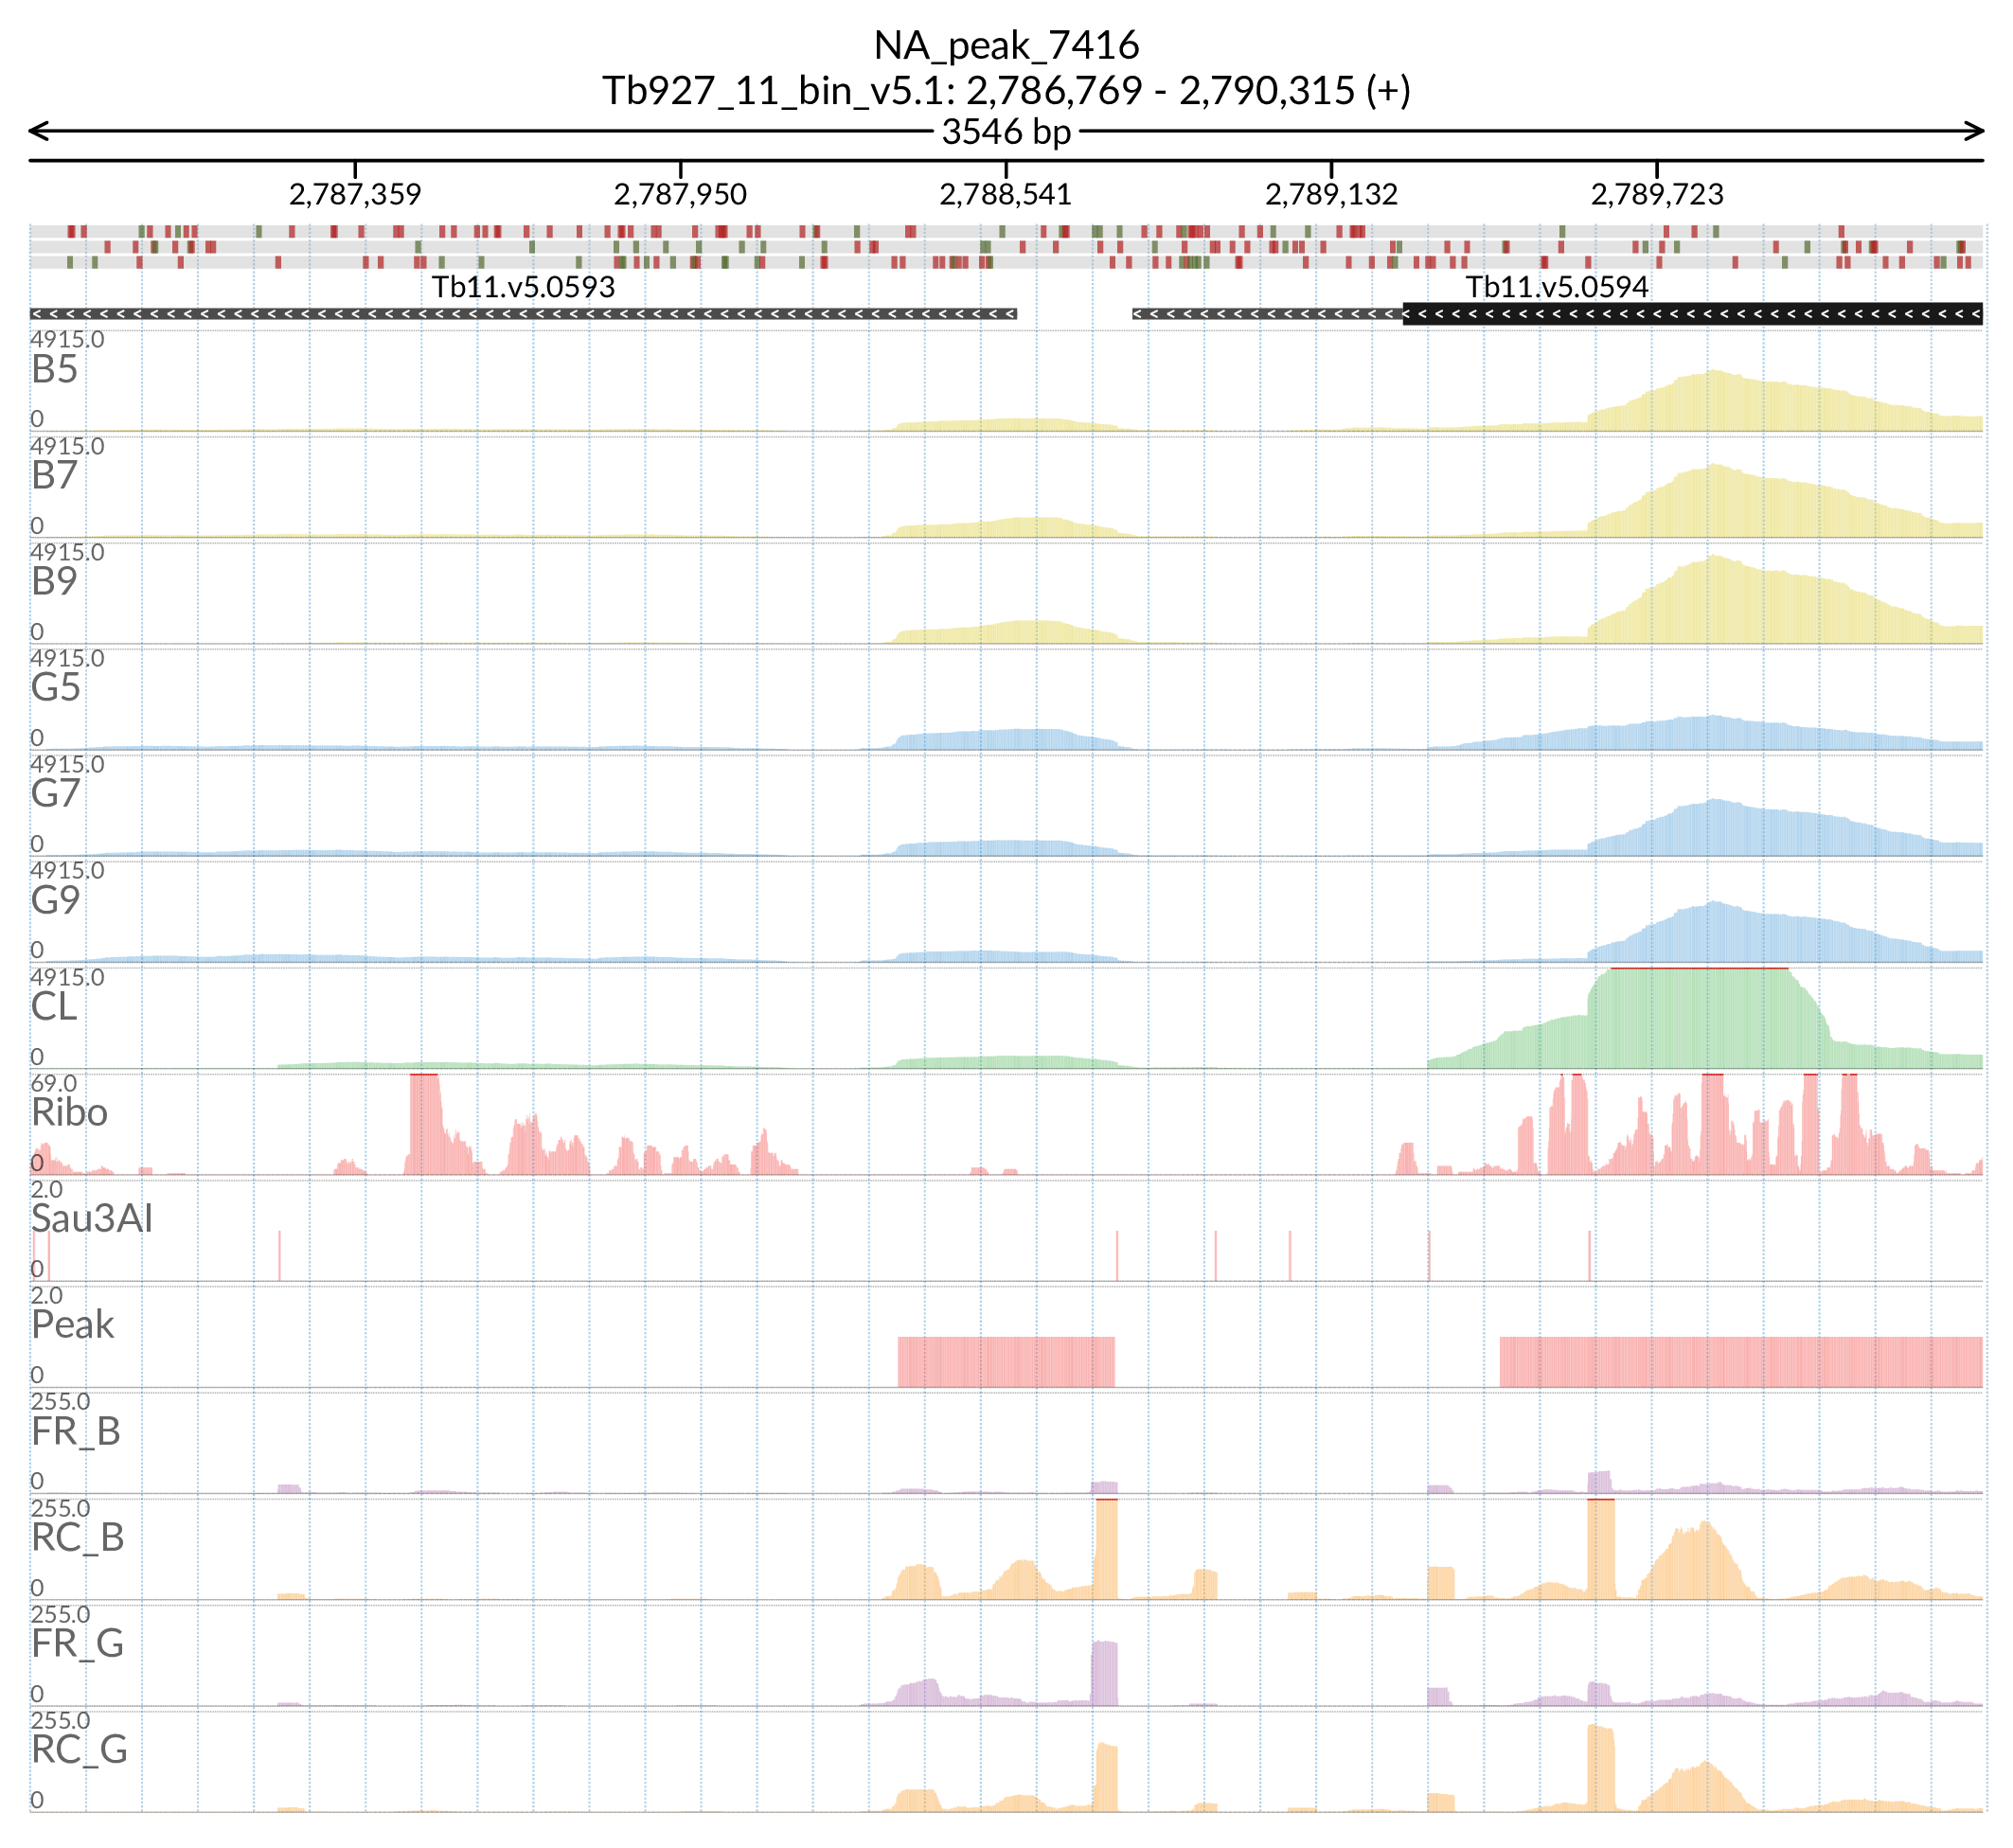 NA_peak_7416
Tb927_11_bin_v5.1: 2,786,769 - 2,790,315 (+)
3546 bp
2,787,359 2,787,950 2,788,541 2,789,132 2,789,723
Tb11.v5.0593 Tb11.v5.0594
4915.0
B5
0
4915.0
B7
0
4915.0
B9
0
4915.0
G5
0
4915.0
G7
0
4915.0
G9
0
4915.0
CL
0
69.0
Ribo
0
2.0
Sau3AI
0
2.0
Peak
0
255.0
FR_B
0
255.0
RC_B
0
255.0
FR_G
0
255.0
RC_G
0